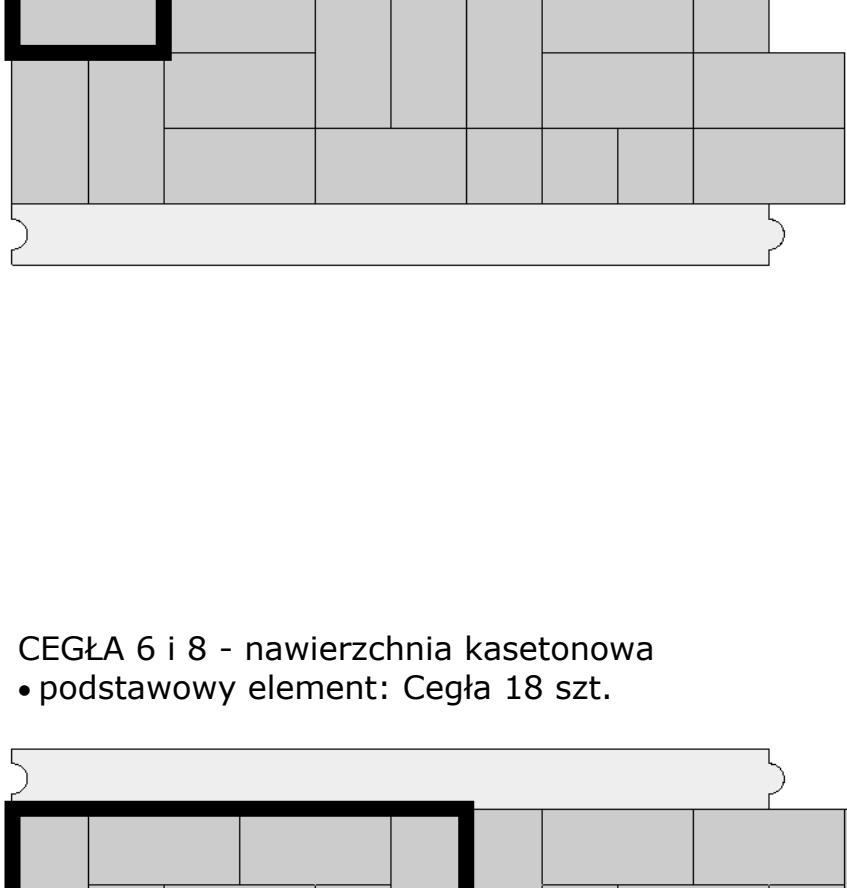 CEGŁA 6 i 8 - nawierzchnia kasetonowa
• podstawowy element: Cegła 18 szt.